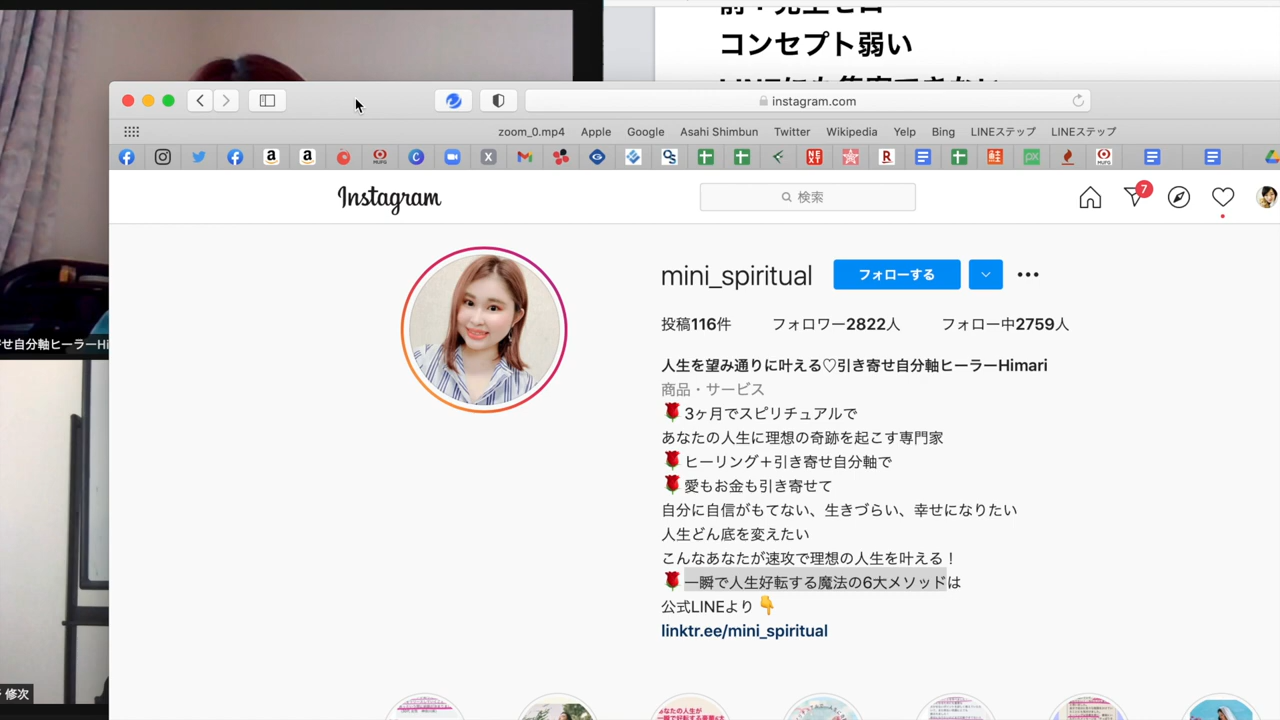 コンセプト弱い
instagram.com
zoom_0.mp4 Apple Google Asahi Shimbun Twitter Wikipedia Yelp Bing LINEステップ LINEステップ
Instagram
検索
7
mini_spiritual
フォローする
投稿116件 フォロワー2822人 フォロー中2759人
人生を望み通りに叶える♡引き寄せ自分軸ヒーラーHimari
商品・サービス
🌹3ヶ月でスピリチュアルで
あなたの人生に理想の奇跡を起こす専門家
🌹ヒーリング＋引き寄せ自分軸で
🌹愛もお金も引き寄せて
自分に自信がもてない、生きづらい、幸せになりたい
人生どん底を変えたい
こんなあなたが速攻で理想の人生を叶える！
🌹一瞬で人生好転する魔法の6大メソッドは
公式LINEより👇
linktr.ee/mini_spiritual
せ自分軸ヒーラーHi
修次